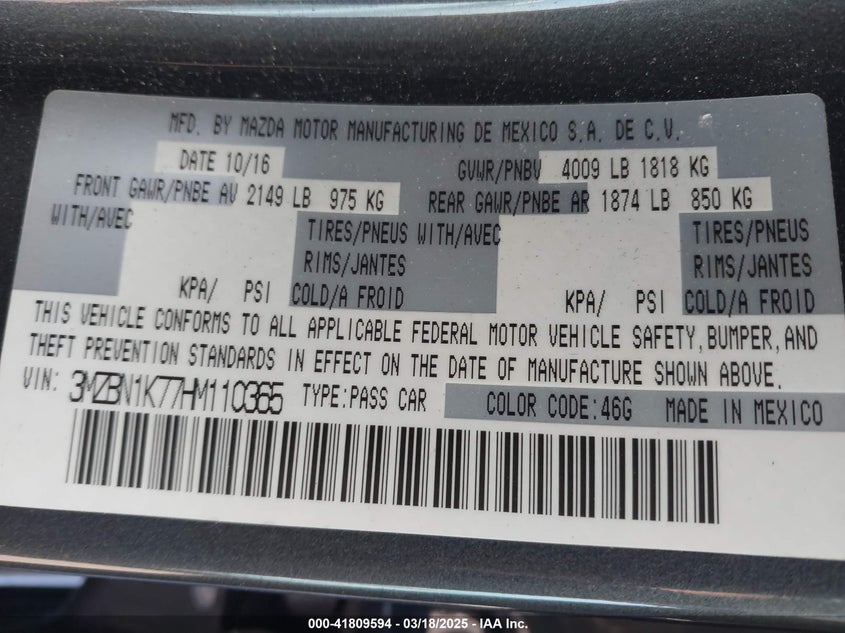 MFD. BY MAZDA MOTOR MANUFACTURING DE MEXICO S.A. DE C.V.
DATE 10/16 GVWR/PNBV 4009 LB 1818 KG
FRONT GAWR/PNBE AV 2149 LB 975 KG REAR GAWR/PNBE AR 1874 LB 850 KG
WITH/AVEC TIRES/PNEUS WITH/AVEC TIRES/PNEUS
RIMS/JANTES RIMS/JANTES
KPA/ PSI COLD/A FROID KPA/ PSI COLD/A FROID
THIS VEHICLE CONFORMS TO ALL APPLICABLE FEDERAL MOTOR VEHICLE SAFETY, BUMPER, AND
THEFT PREVENTION STANDARDS IN EFFECT ON THE DATE OF MANUFACTURE SHOWN ABOVE.
VIN: 3MZBN1K77HM110365 TYPE:PASS CAR COLOR CODE:46G MADE IN MEXICO
000-41809594 - 03/18/2025 - IAA Inc.